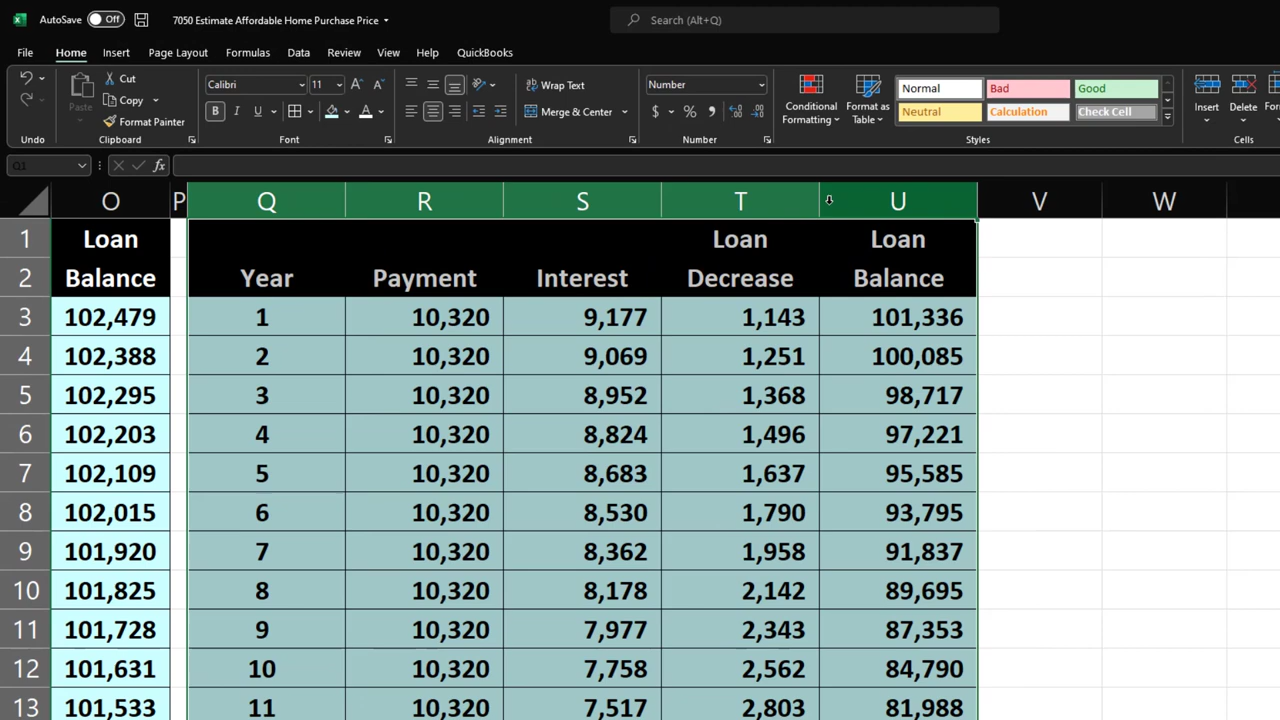 AutoSave Off 7050 Estimate Affordable Home Purchase Price Search (Alt+Q)
File Home Insert Page Layout Formulas Data Review View Help QuickBooks
Paste Cut Copy Format Painter
Calibri 11 B I U A
Wrap Text Merge & Center
Number $ %
Conditional Formatting Format as Table
Normal Bad Good
Neutral Calculation Check Cell
Insert Delete
Undo Clipboard Font Alignment Number Styles Cells
Q1 fx
O P Q R S T U V W
1 Loan Loan Loan
2 Balance Year Payment Interest Decrease Balance
3 102,479 1 10,320 9,177 1,143 101,336
4 102,388 2 10,320 9,069 1,251 100,085
5 102,295 3 10,320 8,952 1,368 98,717
6 102,203 4 10,320 8,824 1,496 97,221
7 102,109 5 10,320 8,683 1,637 95,585
8 102,015 6 10,320 8,530 1,790 93,795
9 101,920 7 10,320 8,362 1,958 91,837
10 101,825 8 10,320 8,178 2,142 89,695
11 101,728 9 10,320 7,977 2,343 87,353
12 101,631 10 10,320 7,758 2,562 84,790
13 101,533 11 10,320 7,517 2,803 81,988